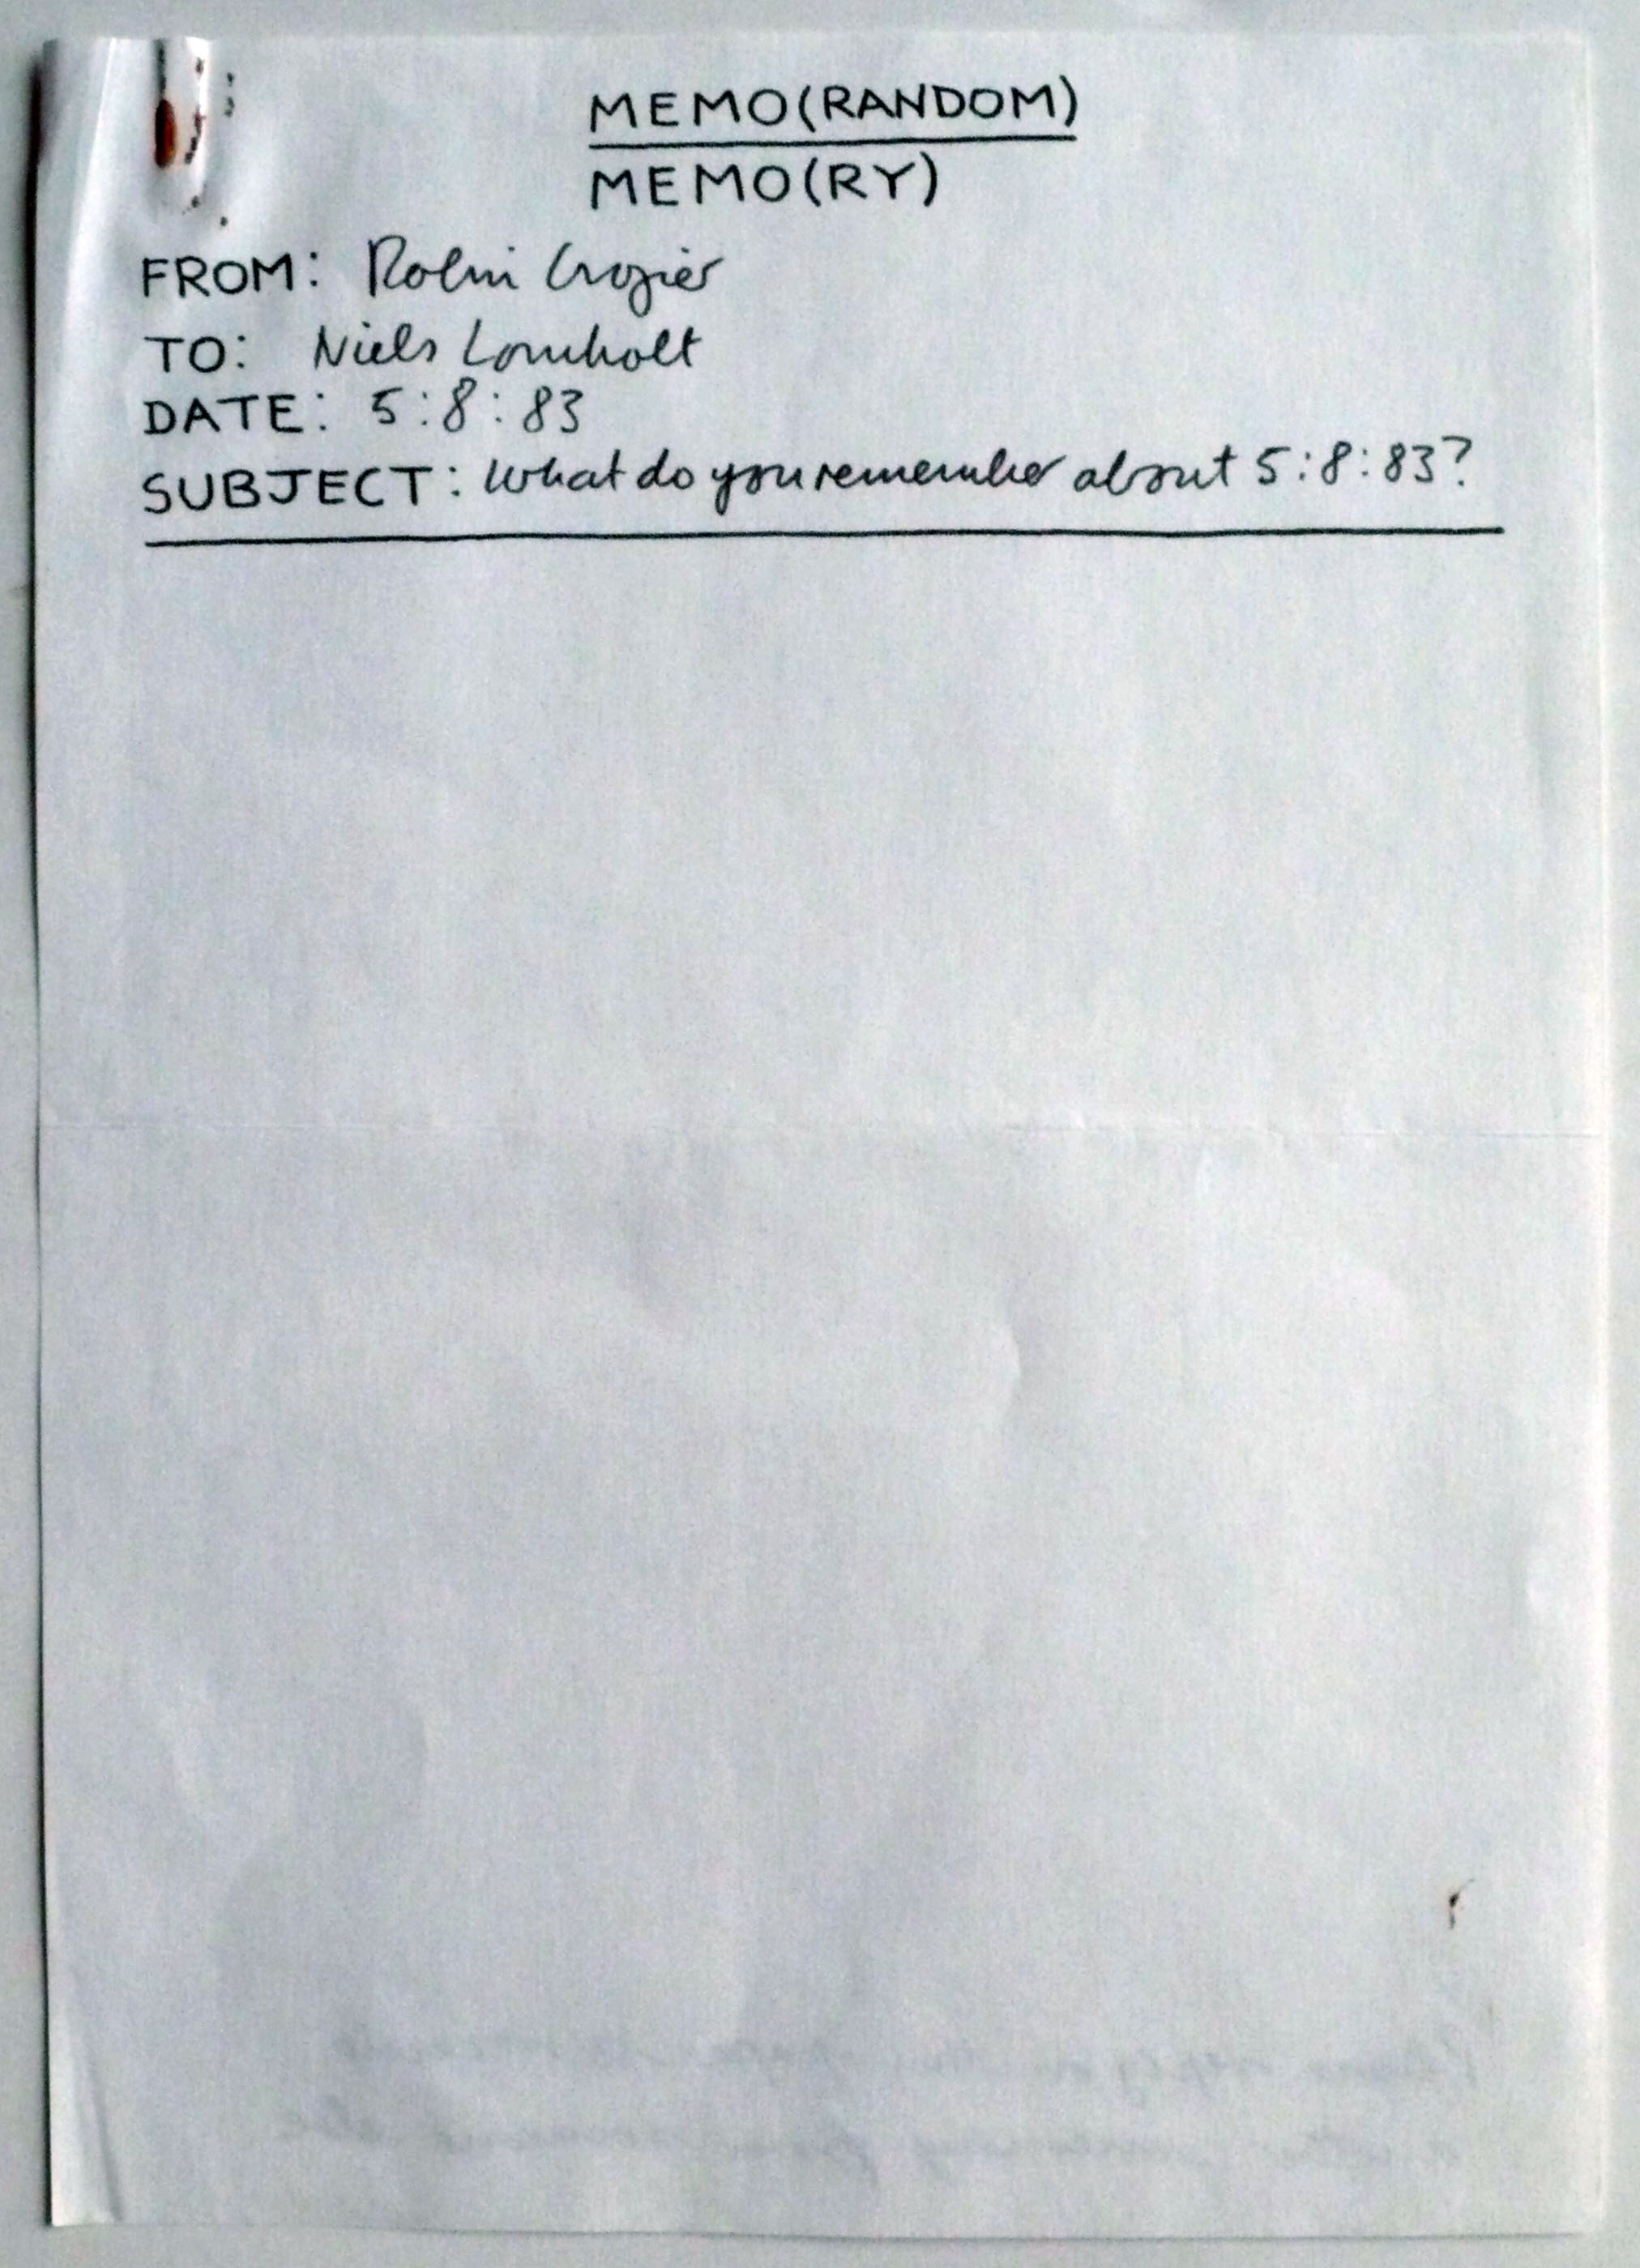 MEMO(RANDOM)
MEMO(RY)
FROM: Robin Crozier
TO: Niels Lomholt
DATE: 5:8:83
SUBJECT: What do you remember about 5:8:83?